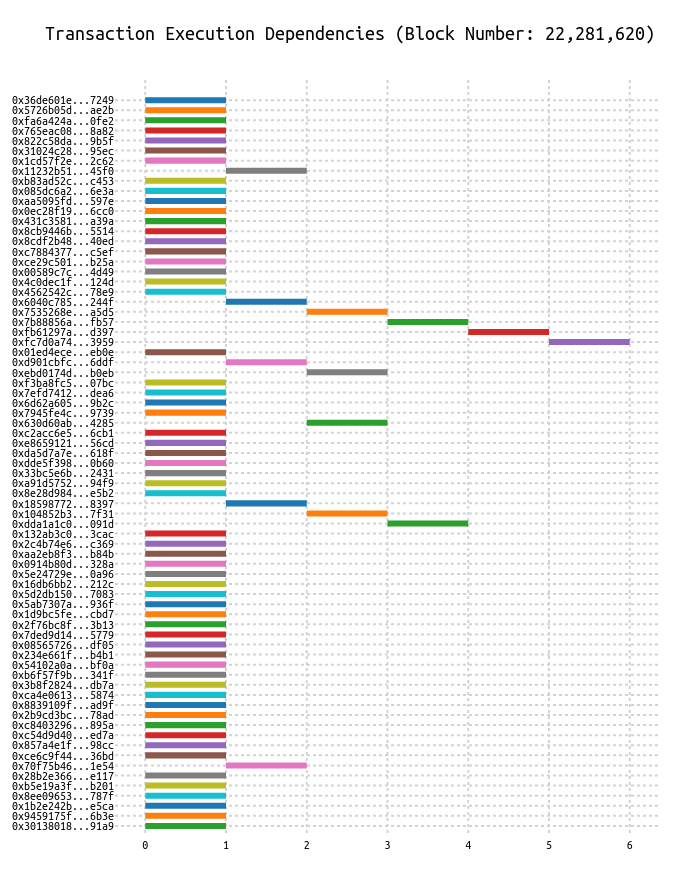 Transaction Execution Dependencies (Block Number: 22,281,620)
0x36de601e...7249
0x5726b05d...ae2b
0xfa6a424a...0fe2
0x765eac08...8a82
0x822c58da...9b5f
0x31024c28...95ec
0x1cd57f2e...2c62
0x11232b51...45f0
0xb83ad52c...c453
0x085dc6a2...6e3a
0xaa5095fd...597e
0x0ec28f19...6cc0
0x431c3581...a39a
0x8cb9446b...5514
0x8cdf2b48...40ed
0xc7884377...c5ef
0xce29c501...b25a
0x00589c7c...4d49
0x4c0dec1f...124d
0x4562542c...78e9
0x6040c785...244f
0x7535268e...a5d5
0x7b88856a...fb57
0xfb61297a...d397
0xfc7d0a74...3959
0x01ed4ece...eb0e
0xd901cbfc...6ddf
0xebd0174d...b0eb
0xf3ba8fc5...07bc
0x7efd7412...dea6
0x6d62a605...9b2c
0x7945fe4c...9739
0x630d60ab...4285
0xc2acc6e5...6cb1
0xe8659121...56cd
0xda5d7a7e...618f
0xdde5f398...0b60
0x33bc5e6b...2431
0xa91d5752...94f9
0x8e28d984...e5b2
0x18598772...8397
0x104852b3...7f31
0xdda1a1c0...091d
0x132ab3c0...3cac
0x2c4b74e6...c369
0xaa2eb8f3...b84b
0x0914b80d...328a
0x5e24729e...0a96
0x16db6bb2...212c
0x5d2db150...7083
0x5ab7307a...936f
0x1d9bc5fe...cbd7
0x2f76bc8f...3b13
0x7ded9d14...5779
0x08565726...df05
0x234e661f...b4b1
0x54102a0a...bf0a
0xb6f57f9b...341f
0x3b8f2824...db7a
0xca4e0613...5874
0x8839109f...ad9f
0x2b9cd3bc...78ad
0xc8403296...895a
0xc54d9d40...ed7a
0x857a4e1f...98cc
0xce6c9f44...36bd
0x70f75b46...1e54
0x28b2e366...e117
0xb5e19a3f...b201
0x8ee09653...787f
0x1b2e242b...e5ca
0x9459175f...6b3e
0x30138018...91a9
0 1 2 3 4 5 6